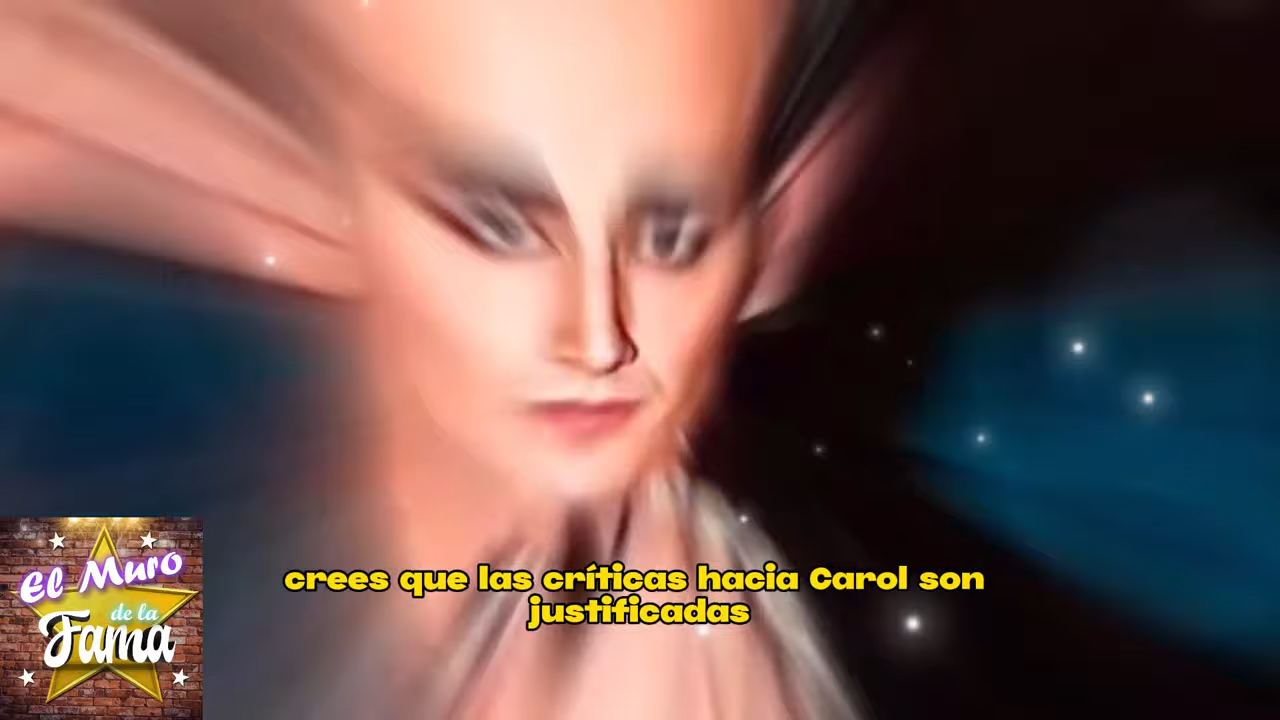 El Muro
de la
Fama
crees que las críticas hacia Carol son
justificadas